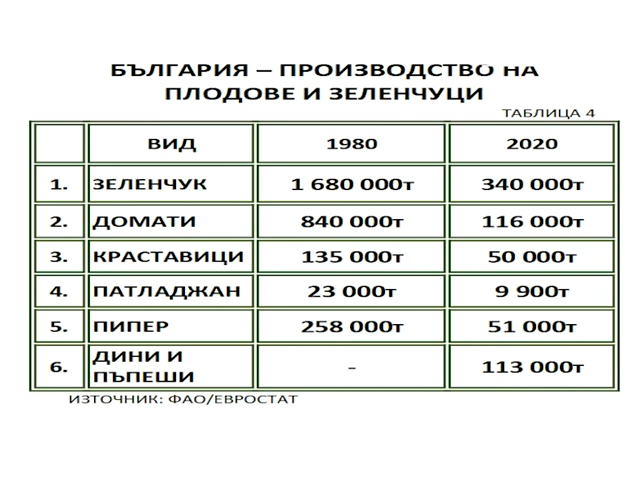 БЪЛГАРИЯ – ПРОИЗВОДСТВО НА
ПЛОДОВЕ И ЗЕЛЕНЧУЦИ
ТАБЛИЦА 4
ВИД 1980 2020
1. ЗЕЛЕНЧУК 1 680 000т 340 000т
2. ДОМАТИ 840 000т 116 000т
3. КРАСТАВИЦИ 135 000т 50 000т
4. ПАТЛАДЖАН 23 000т 9 900т
5. ПИПЕР 258 000т 51 000т
6. ДИНИ И
ПЪПЕШИ - 113 000т
ИЗТОЧНИК: ФАО/ЕВРОСТАТ